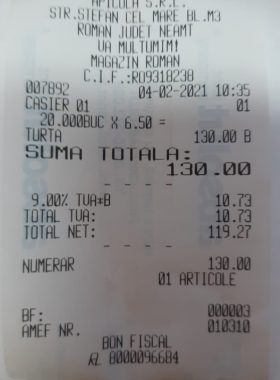 APICOLA S.R.L.
STR.STEFAN CEL MARE BL.M3
ROMAN JUDET NEAMT
VA MULTUMIM!
MAGAZIN ROMAN
C.I.F.:RO9318238
007892 04-02-2021 10:35
CASIER 01 01
20.000BUC X 6.50 =
TURTA 130.00 B
SUMA TOTALA:
130.00
- - - -
9.00% TVA*B 10.73
TOTAL TVA: 10.73
TOTAL NET: 119.27
- - - -
NUMERAR 130.00
01 ARTICOLE
BF: 000003
AMEF NR. 010310
BON FISCAL
8000096684